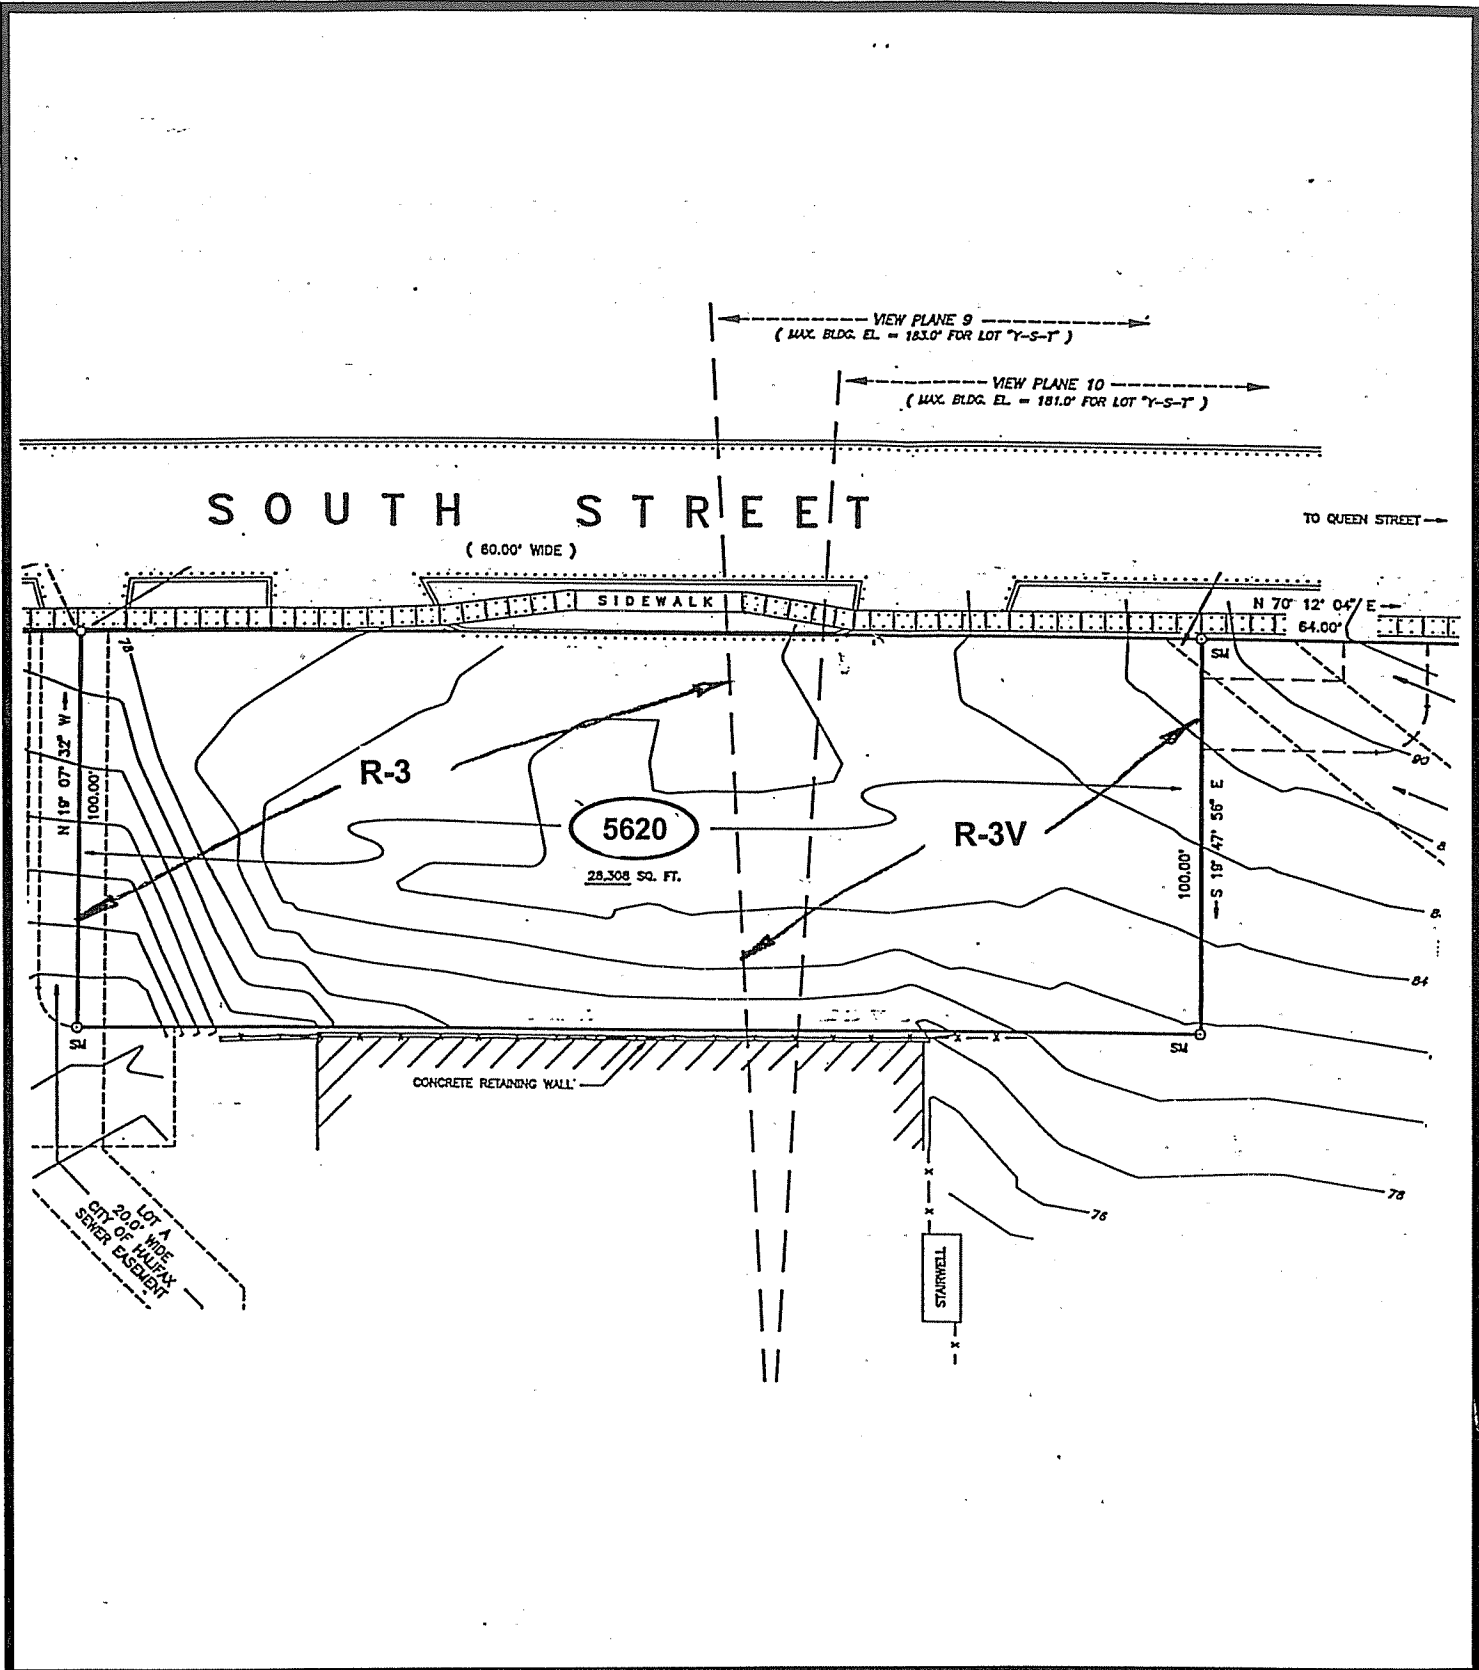 VIEW PLANE 9
( MAX. BLDG. EL. = 183.0' FOR LOT "Y-S-T" )
VIEW PLANE 10
( MAX. BLDG. EL. = 181.0' FOR LOT "Y-S-T" )
SOUTH STREET
TO QUEEN STREET
( 60.00' WIDE )
SIDEWALK
N 70° 12' 04" E
64.00'
SM
78
N 19° 07' 32" W
100.00'
R-3
5620
28,308 SQ. FT.
R-3V
100.00'
S 19° 47' 56" E
90
8
8
84
SM
SM
CONCRETE RETAINING WALL
78
76
LOT A
20.0' WIDE
CITY OF HALIFAX
SEWER EASEMENT
STAIRWELL